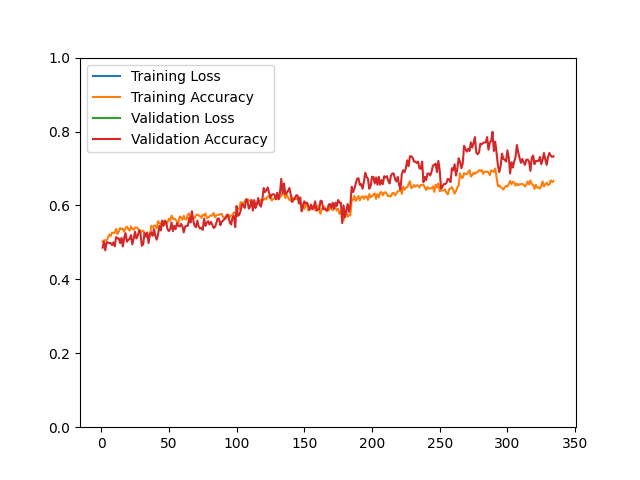 Training Loss
Training Accuracy
Validation Loss
Validation Accuracy
1.0
0.8
0.6
0.4
0.2
0.0
0 50 100 150 200 250 300 350